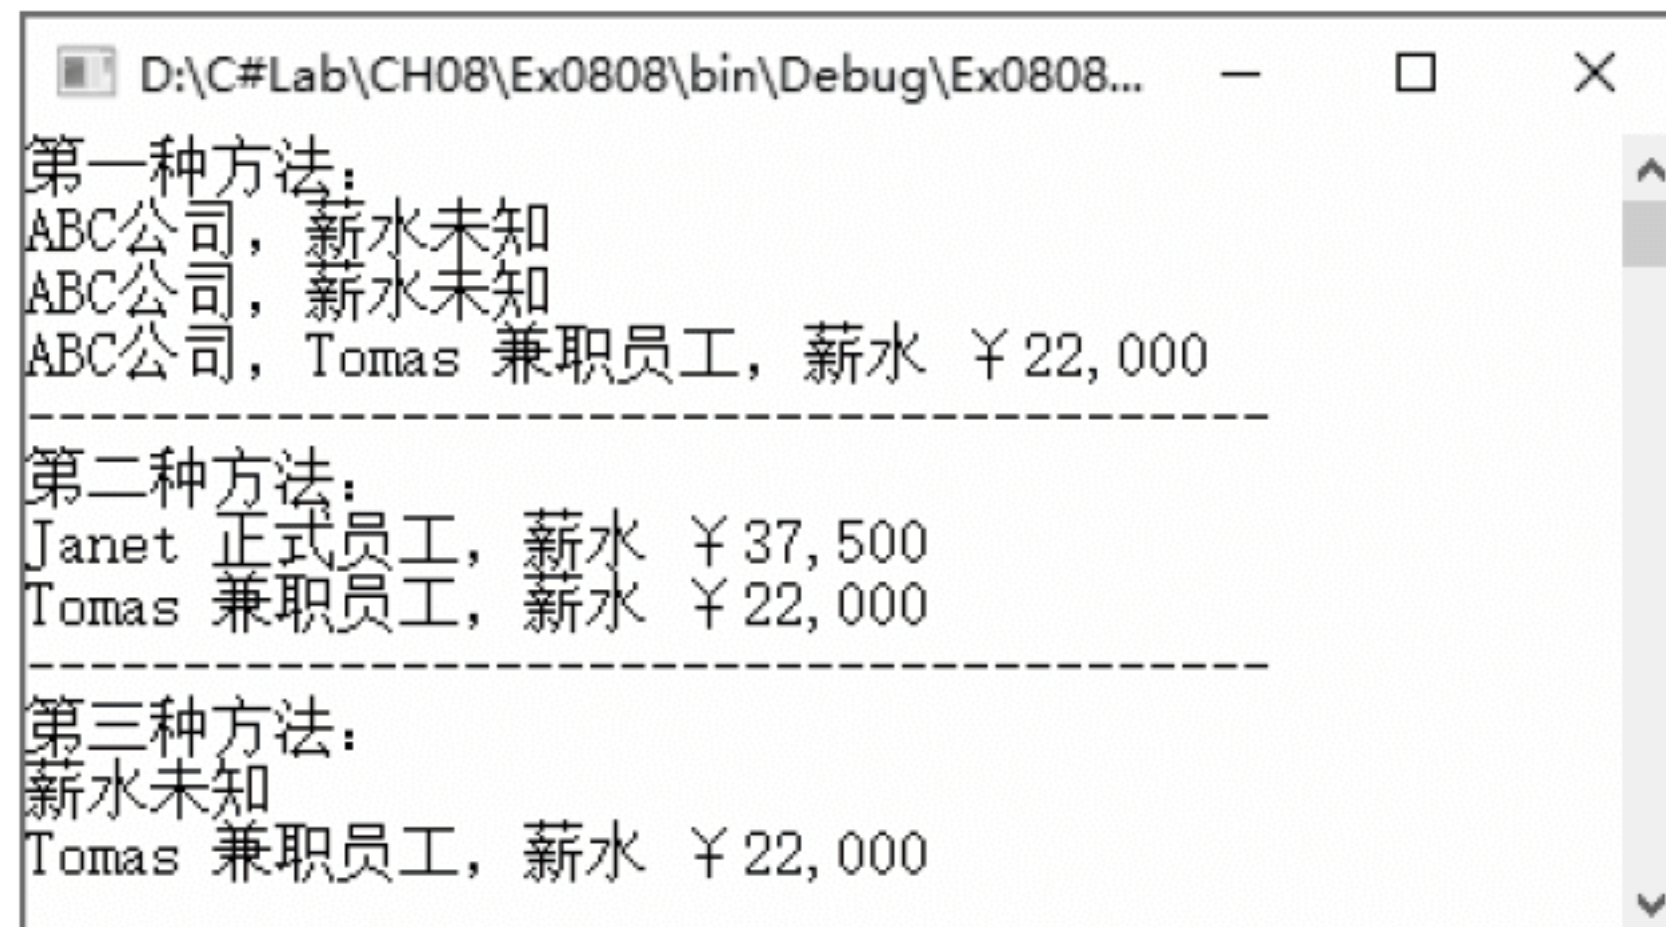 D:\C#Lab\CH08\Ex0808\bin\Debug\Ex0808...
第一种方法：
ABC公司，薪水未知
ABC公司，薪水未知
ABC公司，Tomas 兼职员工，薪水 ￥22,000
----------------------------------------
第二种方法：
Janet 正式员工，薪水 ￥37,500
Tomas 兼职员工，薪水 ￥22,000
----------------------------------------
第三种方法：
薪水未知
Tomas 兼职员工，薪水 ￥22,000